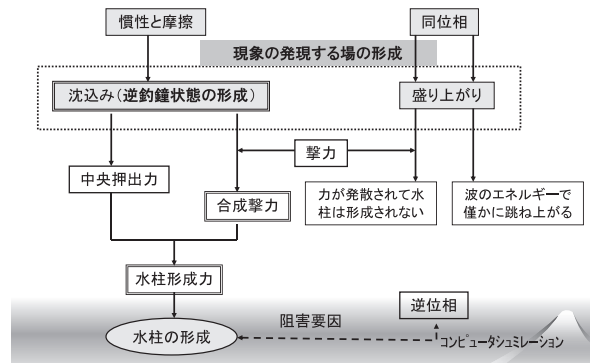 慣性と摩擦
同位相
現象の発現する場の形成
沈込み（逆釣鐘状態の形成）
盛り上がり
撃力
中央押出力
合成撃力
力が発散されて水
柱は形成されない
波のエネルギーで
僅かに跳ね上がる
水柱形成力
逆位相
阻害要因
水柱の形成
コンピュータシュミレーション